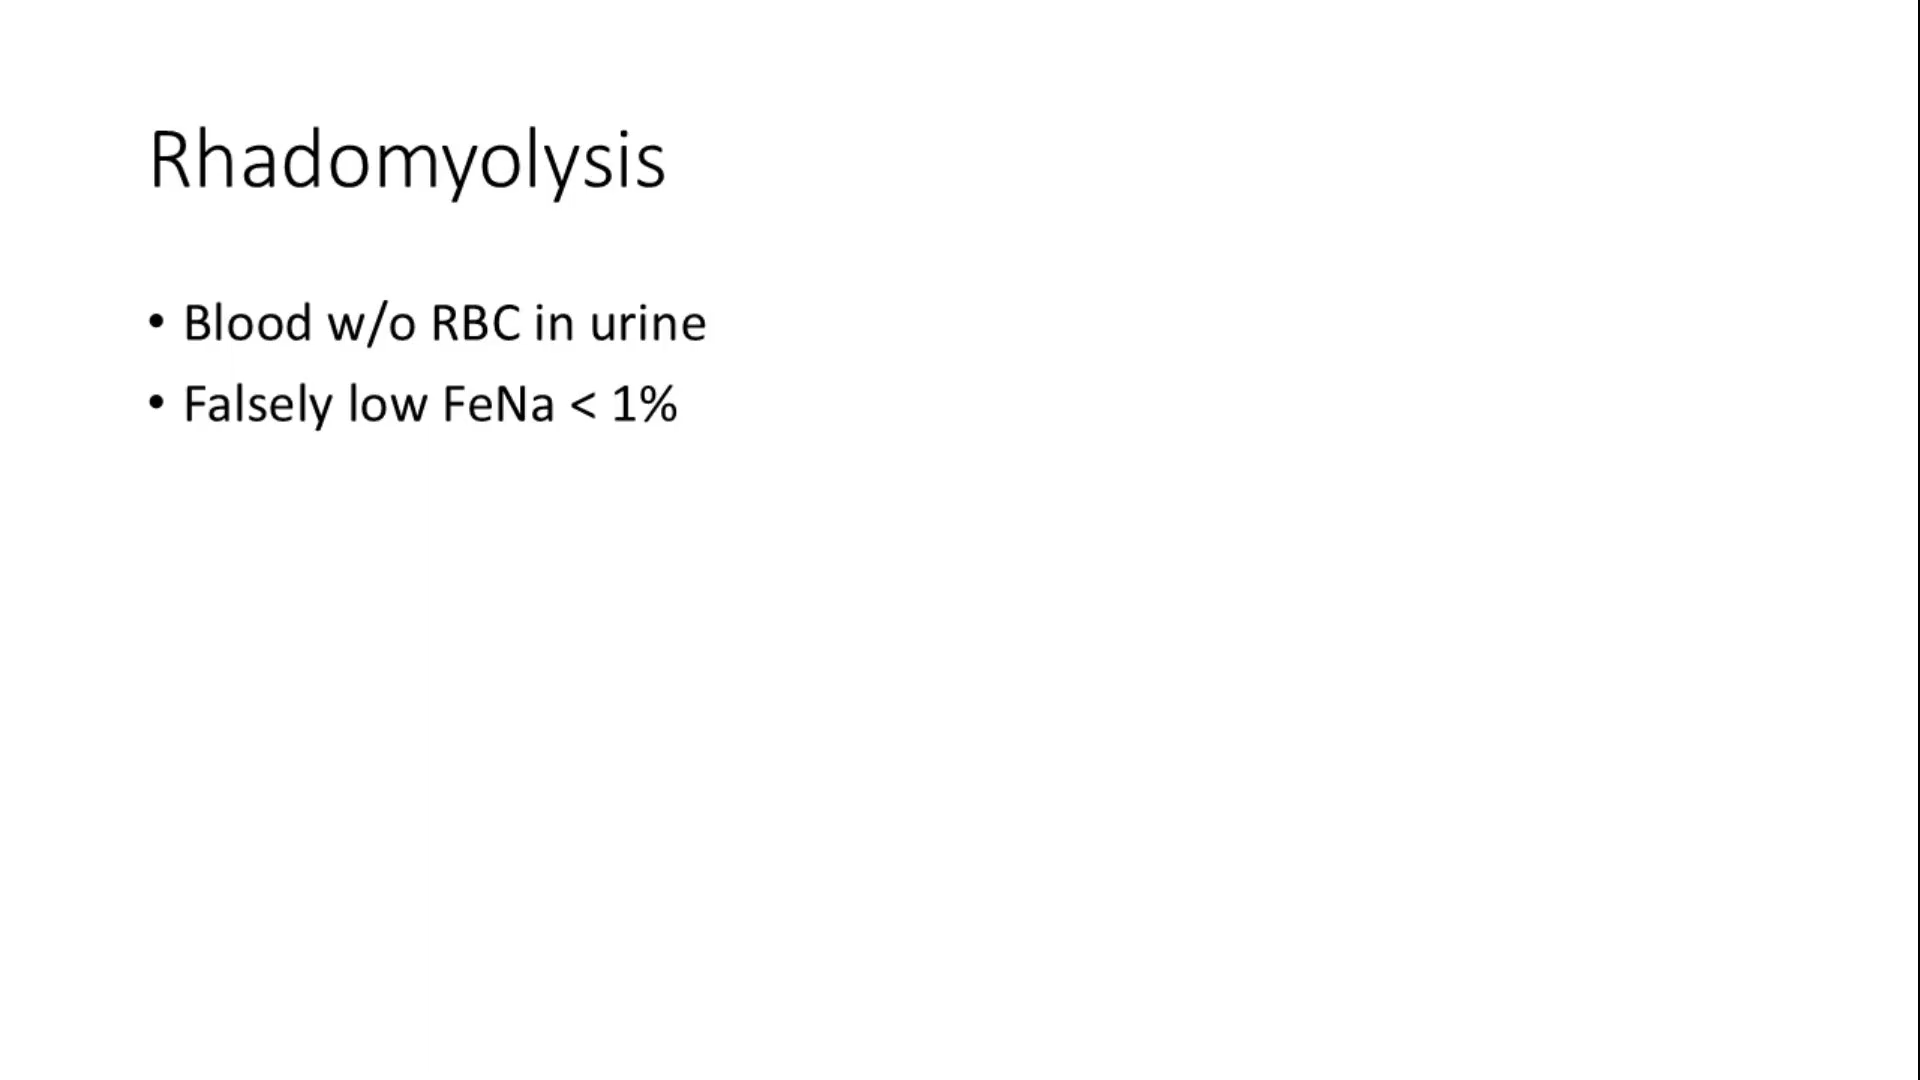 Rhadomyolysis
• Blood w/o RBC in urine
• Falsely low FeNa < 1%